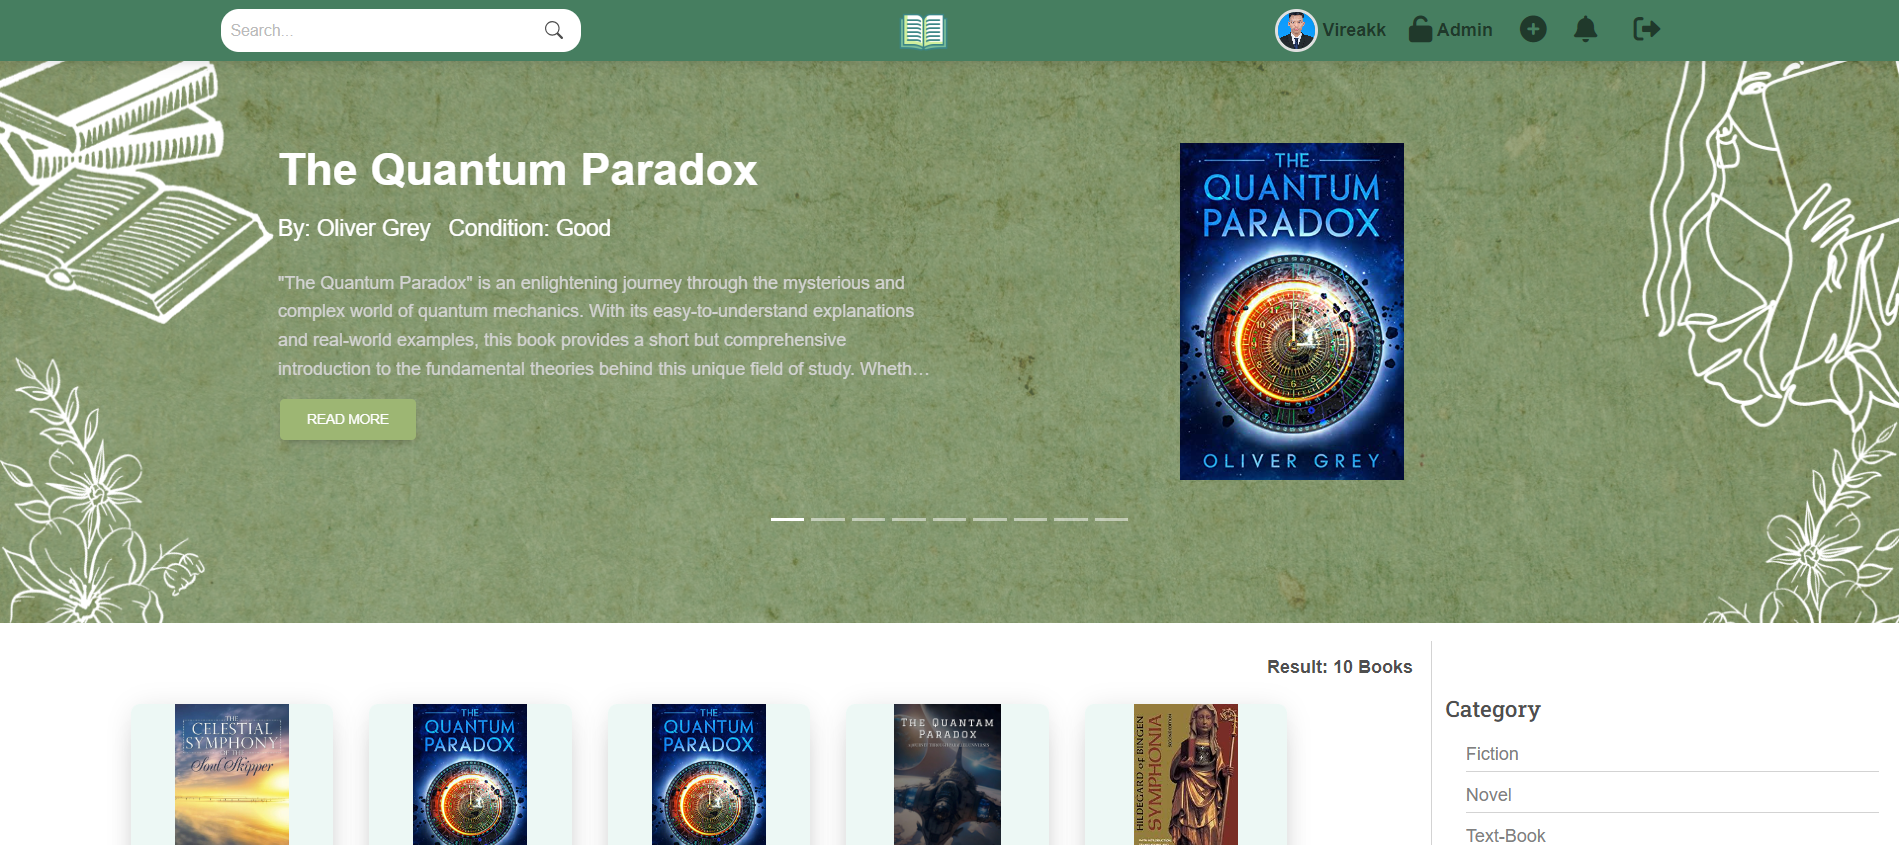 Search...
Vireakk
Admin
The Quantum Paradox
By: Oliver Grey Condition: Good
"The Quantum Paradox" is an enlightening journey through the mysterious and
complex world of quantum mechanics. With its easy-to-understand explanations
and real-world examples, this book provides a short but comprehensive
introduction to the fundamental theories behind this unique field of study. Wheth...
READ MORE
THE
QUANTUM
PARADOX
12
OLIVER GREY
Result: 10 Books
THE
CELESTIAL
SYMPHONY
OF THE
Soul Skipper
THE
QUANTUM
PARADOX
THE
QUANTUM
PARADOX
THE QUANTAM
PARADOX
HILDEGARD of BINGEN
SYMPHONIA
SECOND EDITION
Category
Fiction
Novel
Text-Book